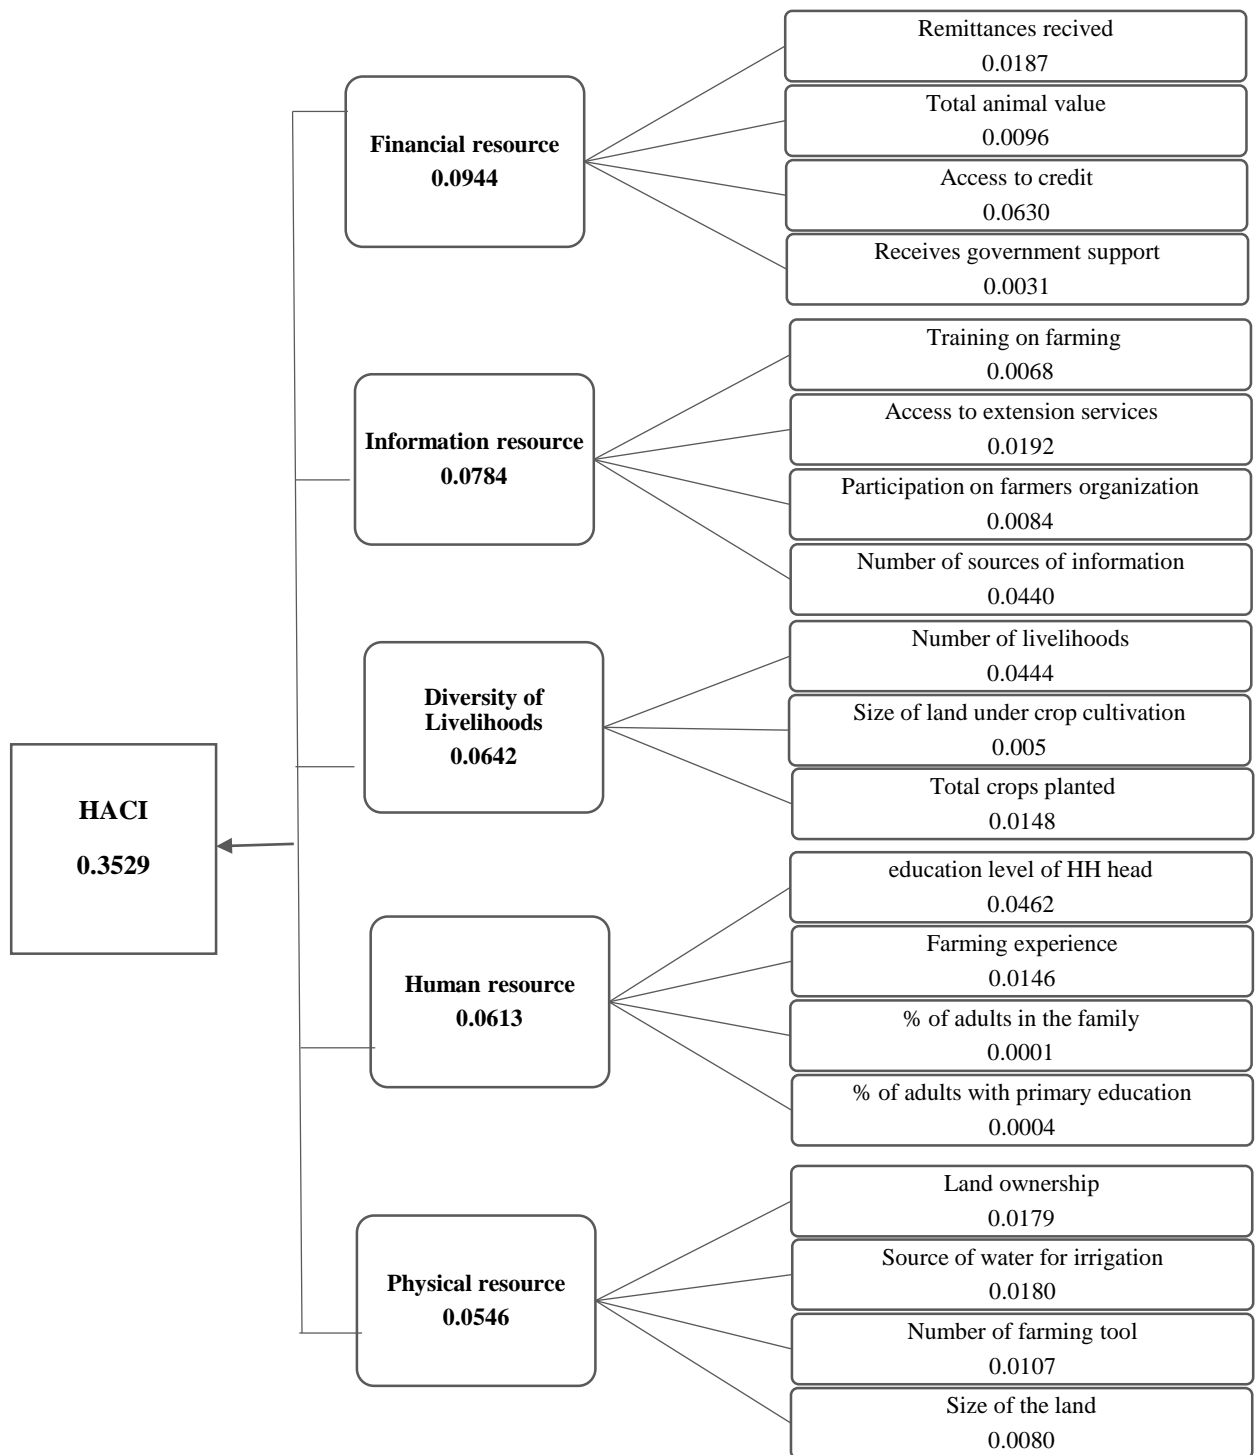 HACI
0.3529
Financial resource
0.0944
Remittances recived
0.0187
Total animal value
0.0096
Access to credit
0.0630
Receives government support
0.0031
Information resource
0.0784
Training on farming
0.0068
Access to extension services
0.0192
Participation on farmers organization
0.0084
Number of sources of information
0.0440
Diversity of
Livelihoods
0.0642
Number of livelihoods
0.0444
Size of land under crop cultivation
0.005
Total crops planted
0.0148
Human resource
0.0613
education level of HH head
0.0462
Farming experience
0.0146
% of adults in the family
0.0001
% of adults with primary education
0.0004
Physical resource
0.0546
Land ownership
0.0179
Source of water for irrigation
0.0180
Number of farming tool
0.0107
Size of the land
0.0080